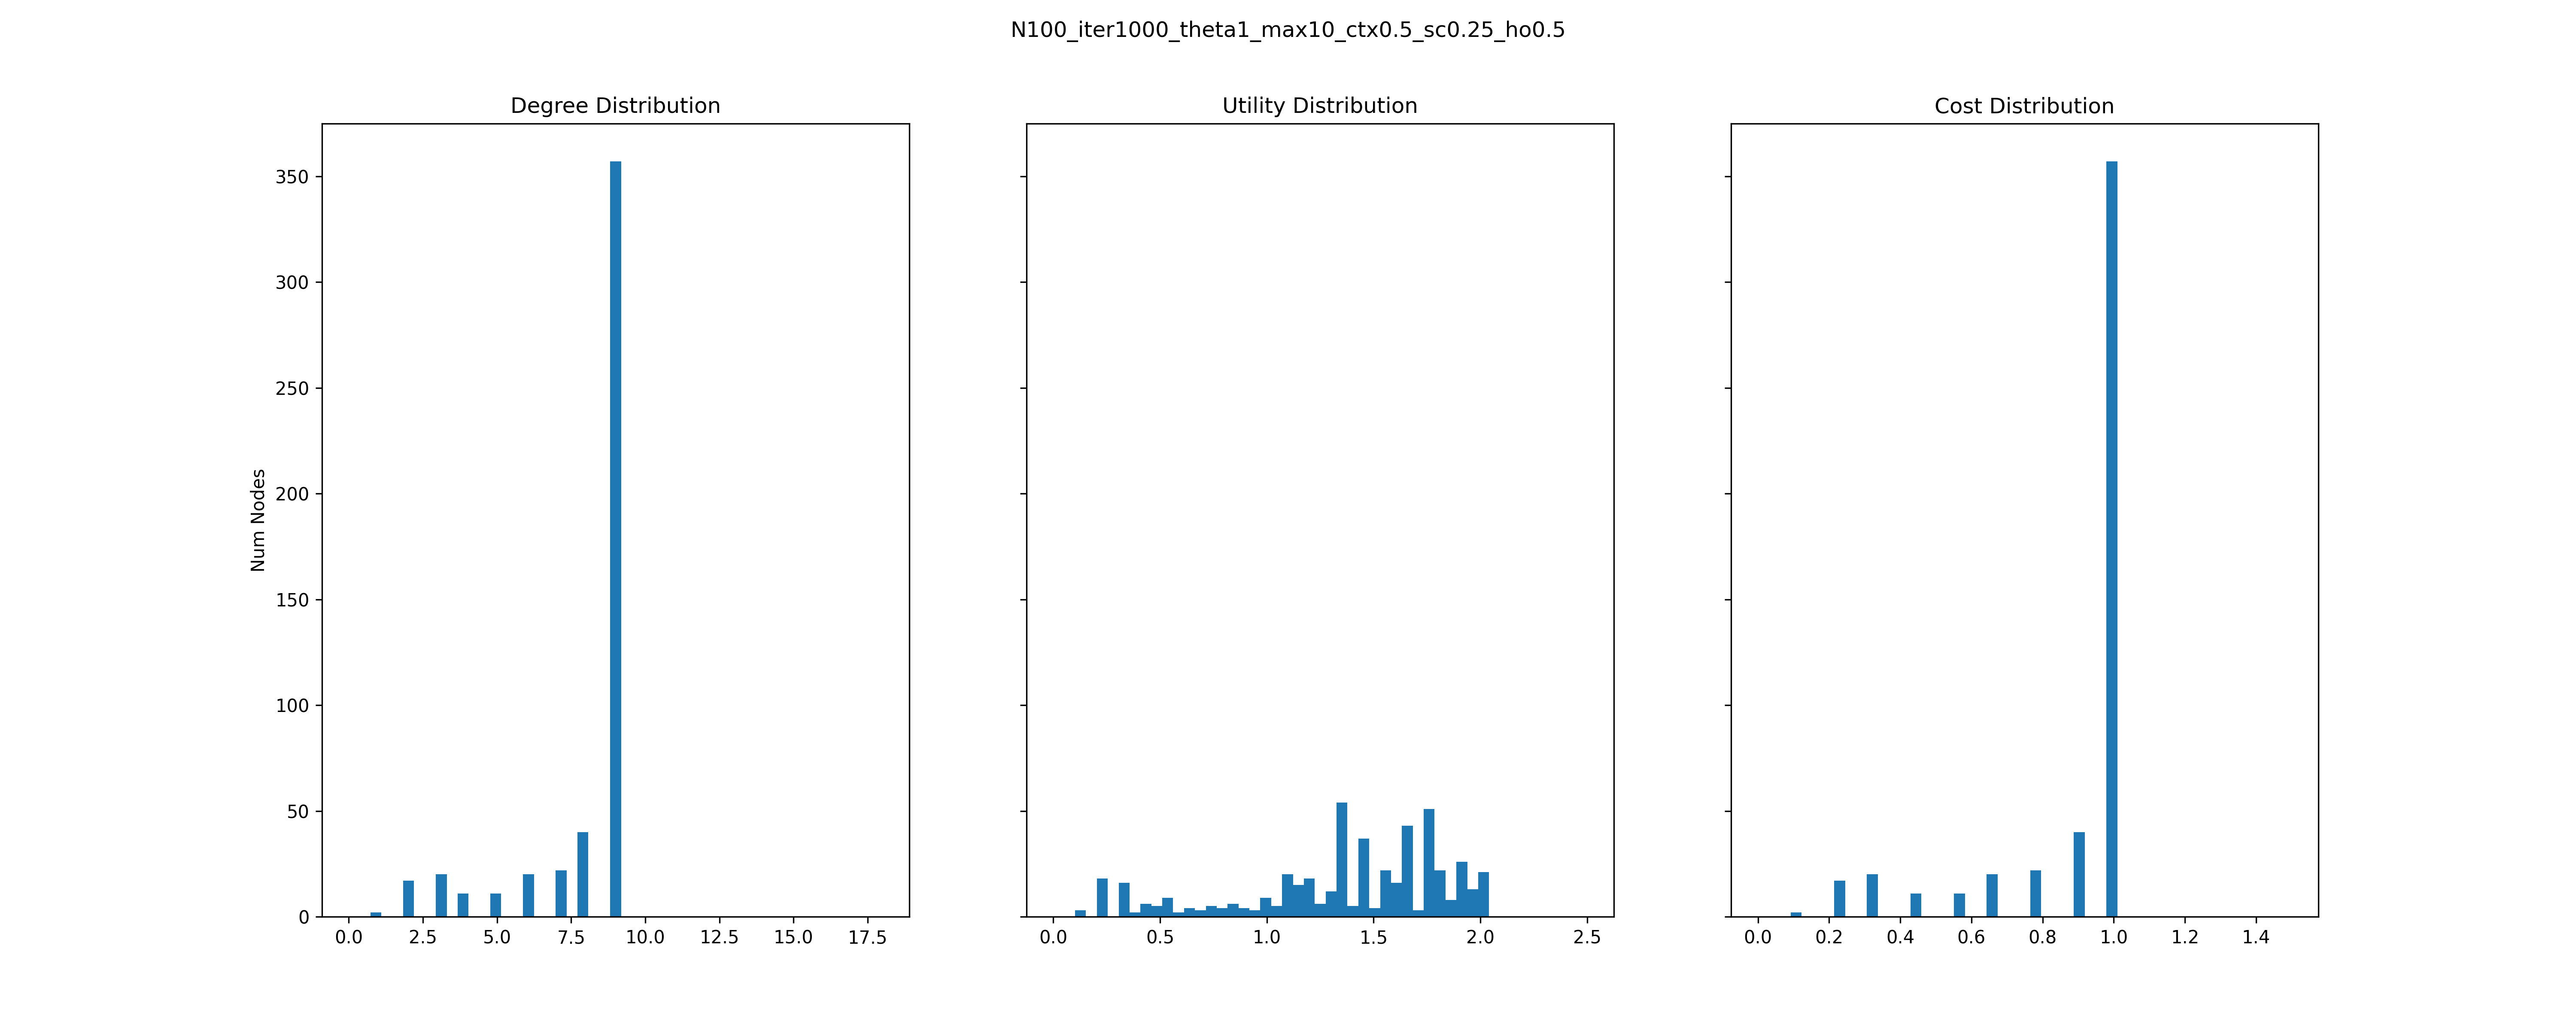 N100_iter1000_theta1_max10_ctx0.5_sc0.25_ho0.5
Degree Distribution
Utility Distribution
Cost Distribution
Num Nodes
350
300
250
200
150
100
50
0
0.0 2.5 5.0 7.5 10.0 12.5 15.0 17.5
0.0 0.5 1.0 1.5 2.0 2.5
0.0 0.2 0.4 0.6 0.8 1.0 1.2 1.4